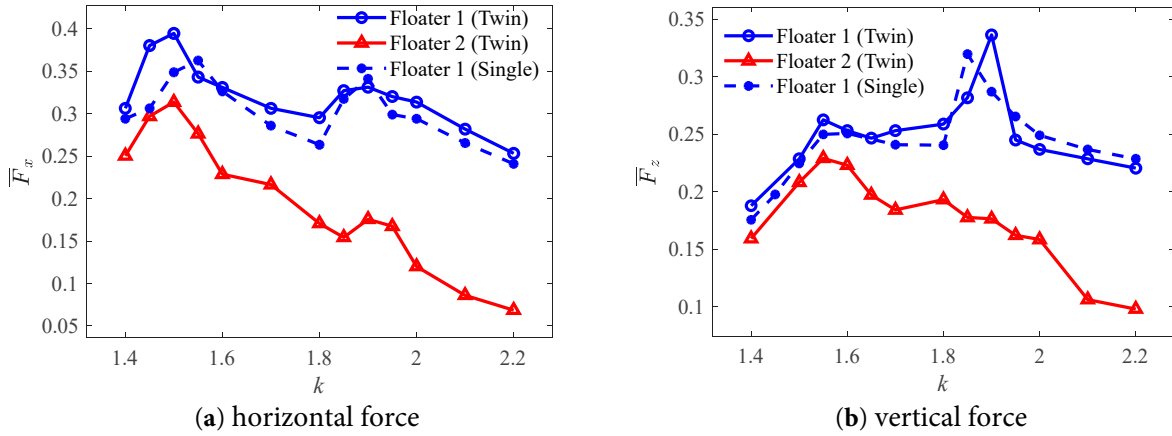 0.4
0.35
0.3
0.25
0.2
0.15
0.1
0.05
F̅x
1.4 1.6 1.8 2 2.2
k
Floater 1 (Twin)
Floater 2 (Twin)
Floater 1 (Single)
(a) horizontal force
0.35
0.3
0.25
0.2
0.15
0.1
F̅z
1.4 1.6 1.8 2 2.2
k
Floater 1 (Twin)
Floater 2 (Twin)
Floater 1 (Single)
(b) vertical force